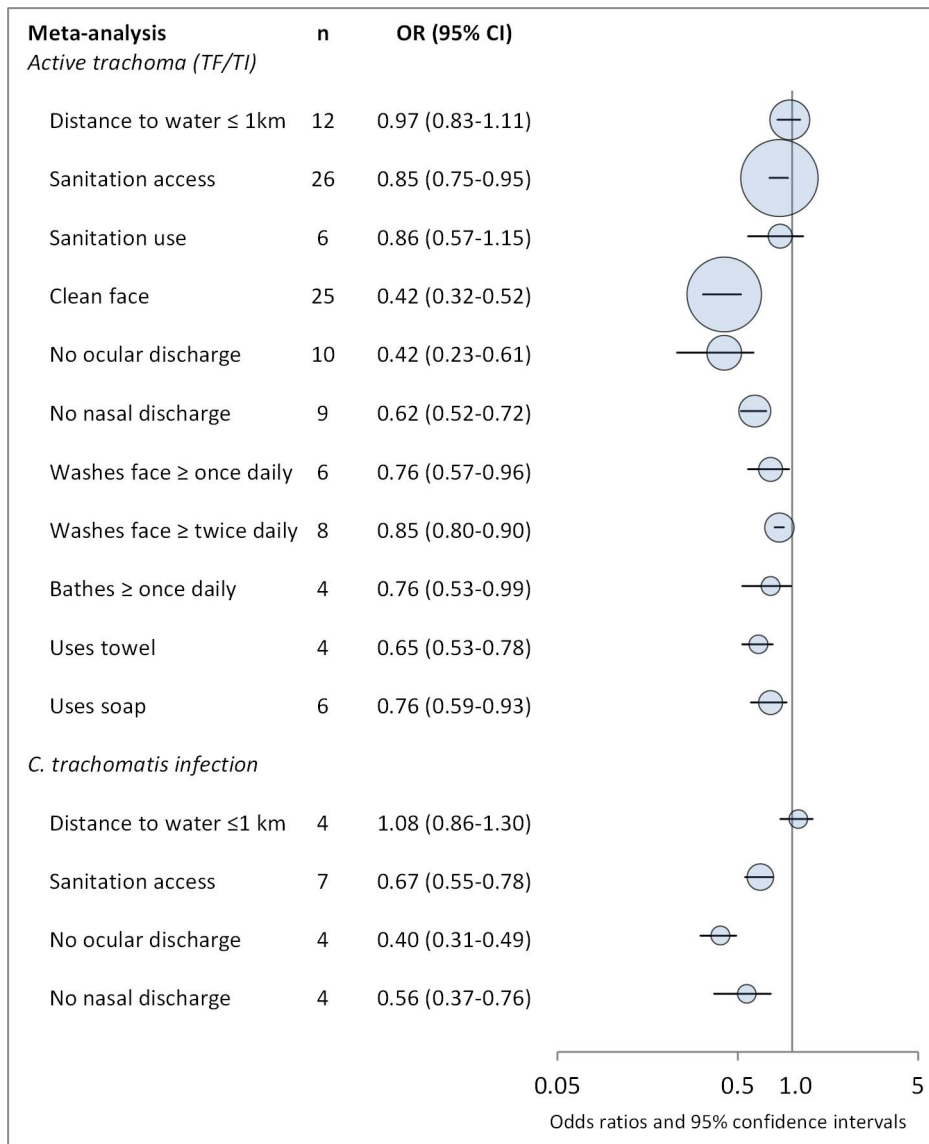 Meta-analysis n OR (95% CI)
Active trachoma (TF/TI)
Distance to water ≤ 1km 12 0.97 (0.83-1.11)
Sanitation access 26 0.85 (0.75-0.95)
Sanitation use 6 0.86 (0.57-1.15)
Clean face 25 0.42 (0.32-0.52)
No ocular discharge 10 0.42 (0.23-0.61)
No nasal discharge 9 0.62 (0.52-0.72)
Washes face ≥ once daily 6 0.76 (0.57-0.96)
Washes face ≥ twice daily 8 0.85 (0.80-0.90)
Bathes ≥ once daily 4 0.76 (0.53-0.99)
Uses towel 4 0.65 (0.53-0.78)
Uses soap 6 0.76 (0.59-0.93)
C. trachomatis infection
Distance to water ≤1 km 4 1.08 (0.86-1.30)
Sanitation access 7 0.67 (0.55-0.78)
No ocular discharge 4 0.40 (0.31-0.49)
No nasal discharge 4 0.56 (0.37-0.76)
0.05 0.5 1.0 5
Odds ratios and 95% confidence intervals